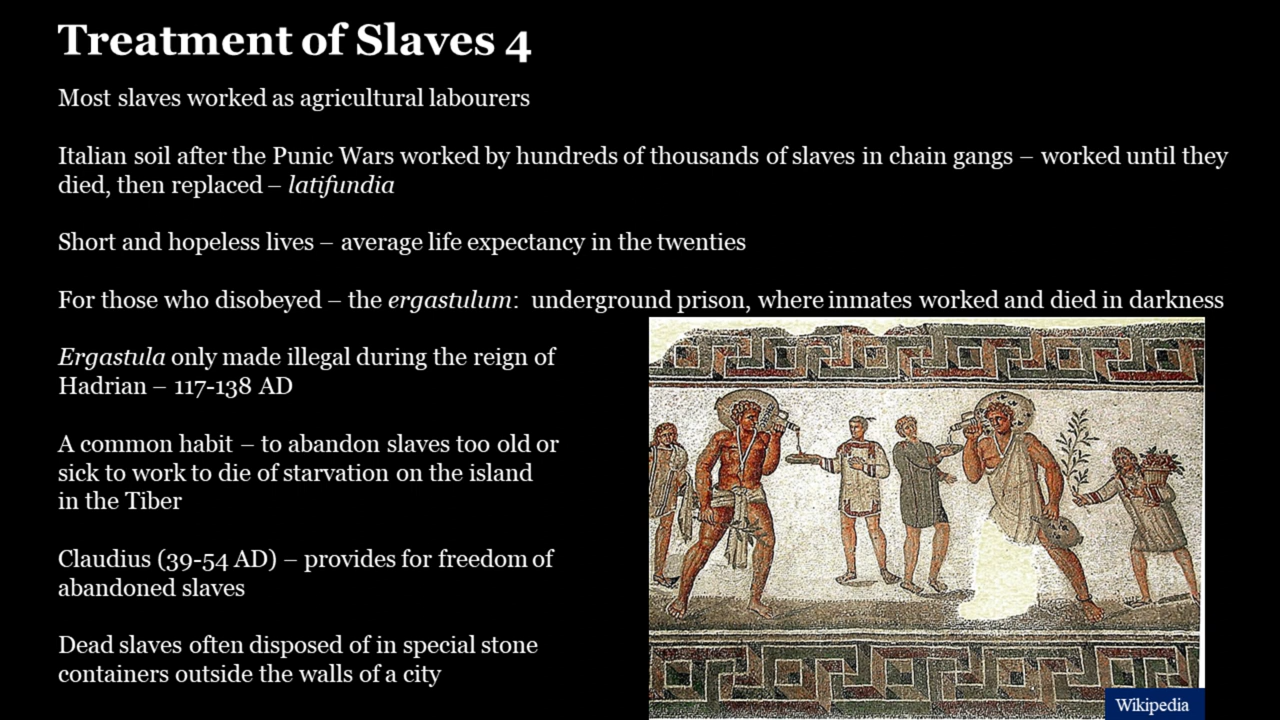 Treatment of Slaves 4
Most slaves worked as agricultural labourers
Italian soil after the Punic Wars worked by hundreds of thousands of slaves in chain gangs – worked until they
died, then replaced – latifundia
Short and hopeless lives – average life expectancy in the twenties
For those who disobeyed – the ergastulum:  underground prison, where inmates worked and died in darkness
Ergastula only made illegal during the reign of
Hadrian – 117-138 AD
A common habit – to abandon slaves too old or
sick to work to die of starvation on the island
in the Tiber
Claudius (39-54 AD) – provides for freedom of
abandoned slaves
Dead slaves often disposed of in special stone
containers outside the walls of a city
Wikipedia